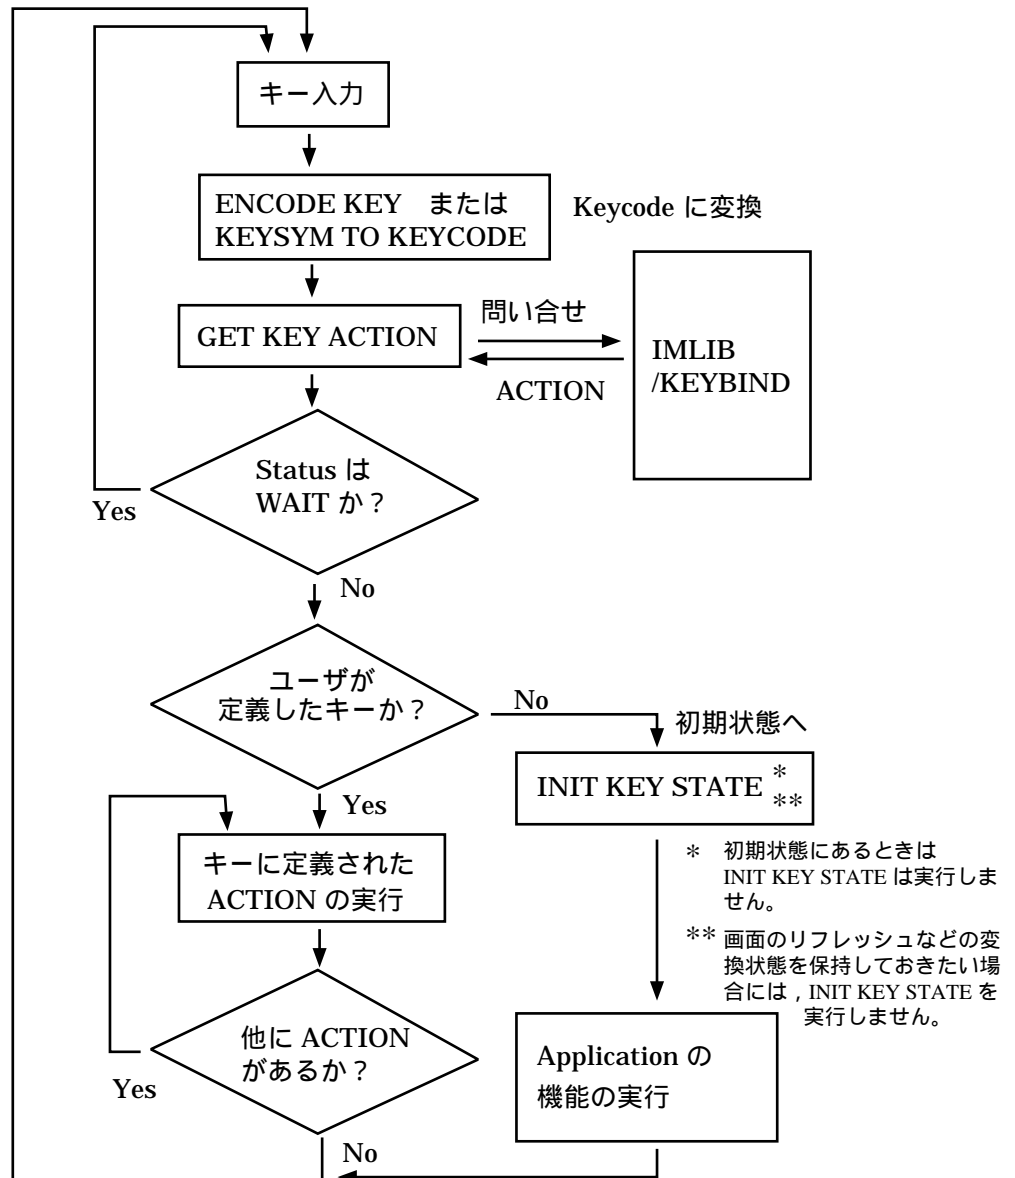 キー入力
ENCODE KEY　または
KEYSYM TO KEYCODE
Keycode に変換
GET KEY ACTION
問い合せ
ACTION
IMLIB
/KEYBIND
Status は
WAIT か？
Yes
No
ユーザが
定義したキーか？
No
初期状態へ
INIT KEY STATE *
**
Yes
キーに定義された
ACTION の実行
*　初期状態にあるときは
INIT KEY STATE は実行しま
せん。
** 画面のリフレッシュなどの変
換状態を保持しておきたい場
合には , INIT KEY STATE を
実行しません。
他に ACTION
があるか？
Yes
No
Application の
機能の実行